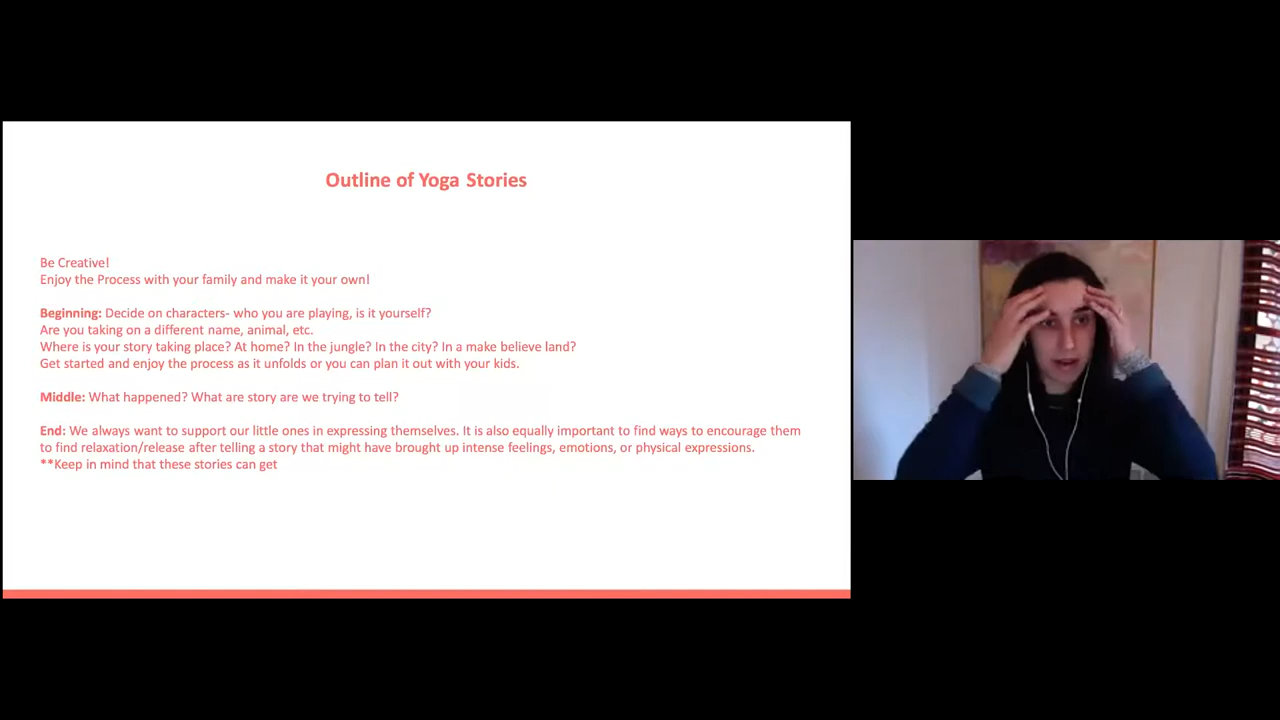 Outline of Yoga Stories
Be Creative!
Enjoy the Process with your family and make it your own!
Beginning: Decide on characters- who you are playing, is it yourself?
Are you taking on a different name, animal, etc.
Where is your story taking place? At home? In the jungle? In the city? In a make believe land?
Get started and enjoy the process as it unfolds or you can plan it out with your kids.
Middle: What happened? What are story are we trying to tell?
End: We always want to support our little ones in expressing themselves. It is also equally important to find ways to encourage them
to find relaxation/release after telling a story that might have brought up intense feelings, emotions, or physical expressions.
**Keep in mind that these stories can get